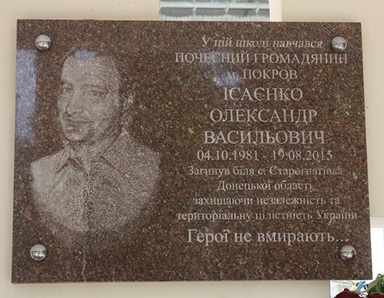 У цій школі навчався
ПОЧЕСНИЙ ГРОМАДЯНИН
м. ПОКРОВ
ІСАЄНКО
ОЛЕКСАНДР
ВАСИЛЬОВИЧ
04.10.1981 - 19.08.2015
Загинув біля с. Старогнатівка
Донецької області
захищаючи незалежність та
територіальну цілістність України
Герої не вмирають...